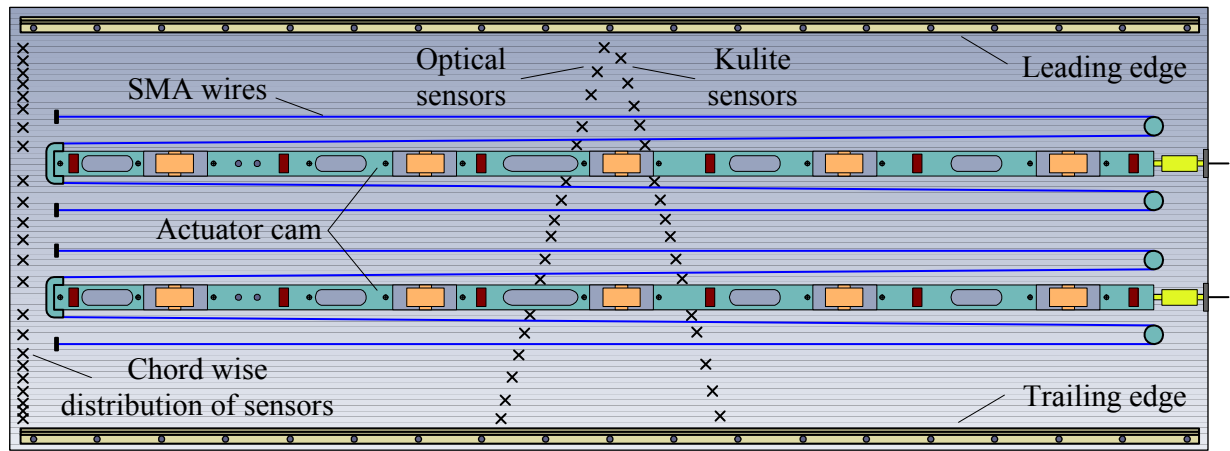 Optical
sensors
Kulite
sensors
Leading edge
SMA wires
Actuator cam
Chord wise
distribution of sensors
Trailing edge